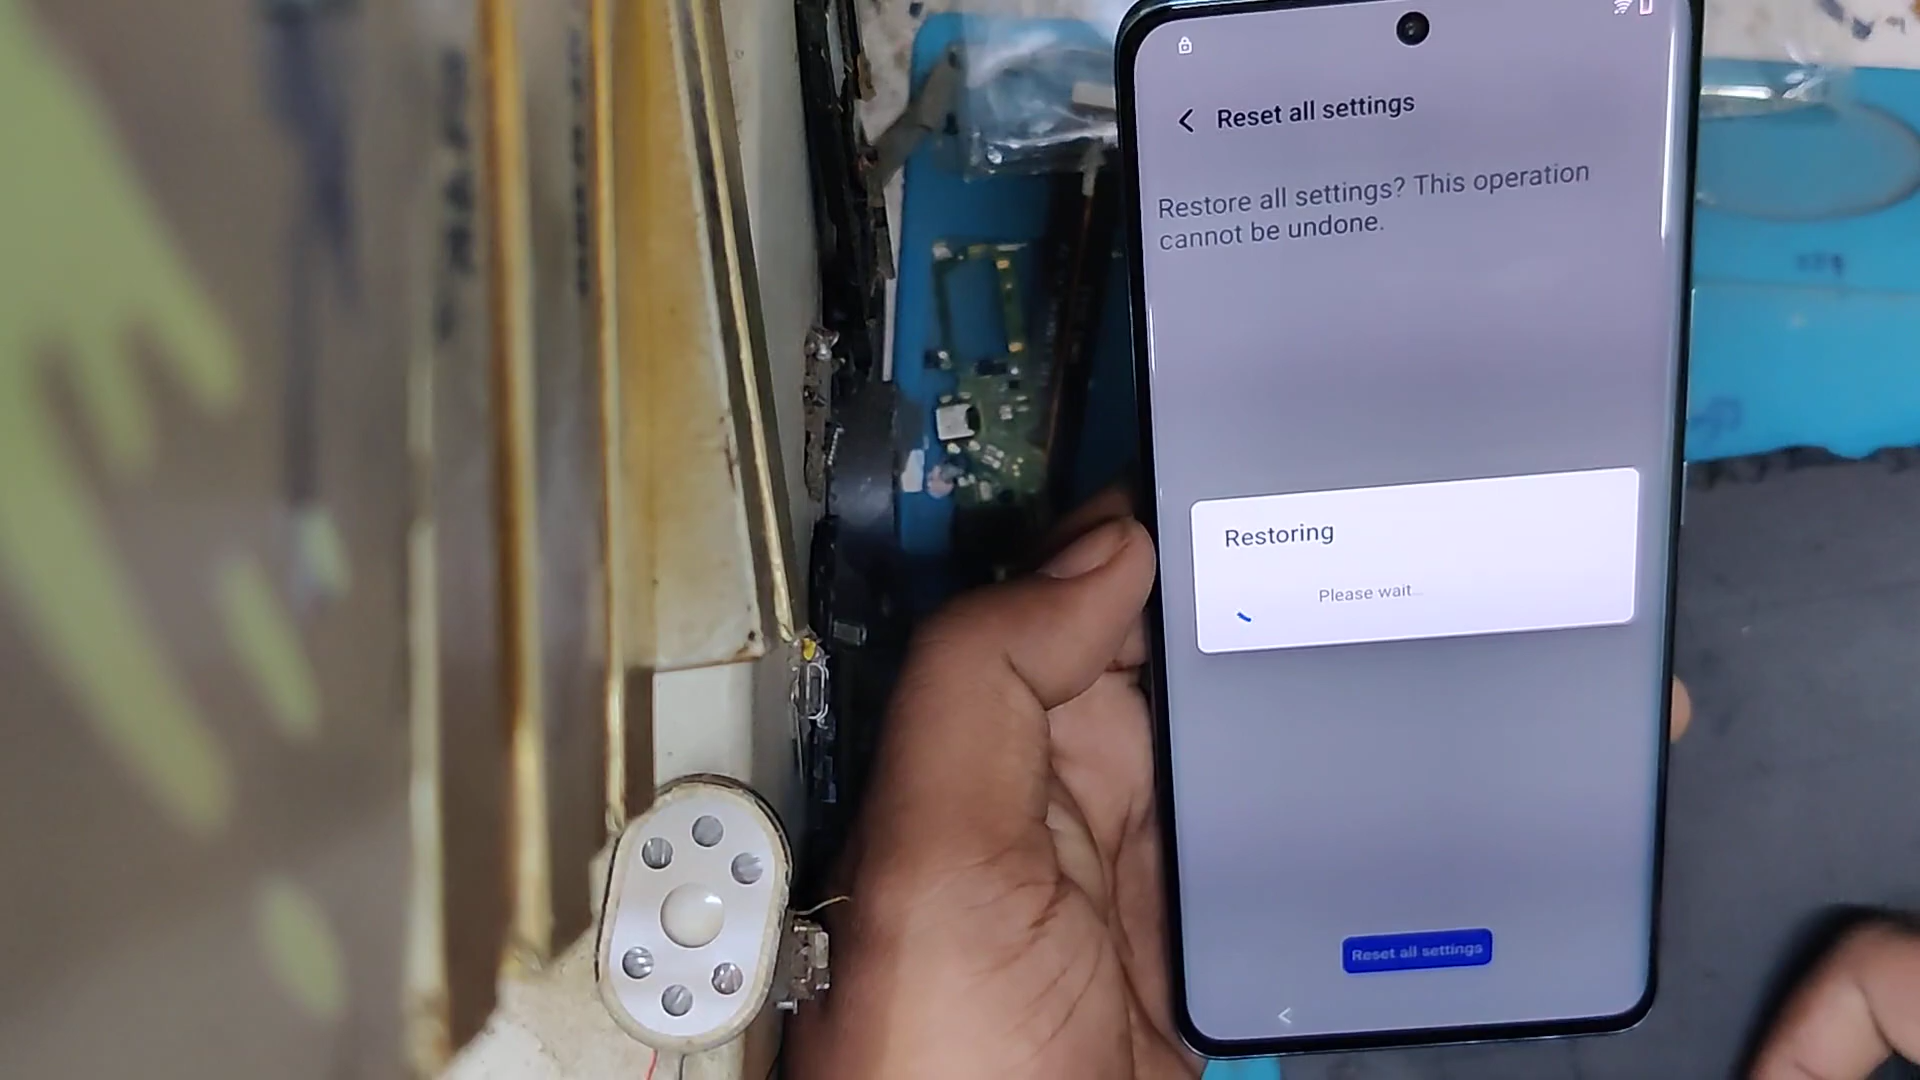 Reset all settings
Restore all settings? This operation
cannot be undone.
Restoring
Please wait...
Reset all settings